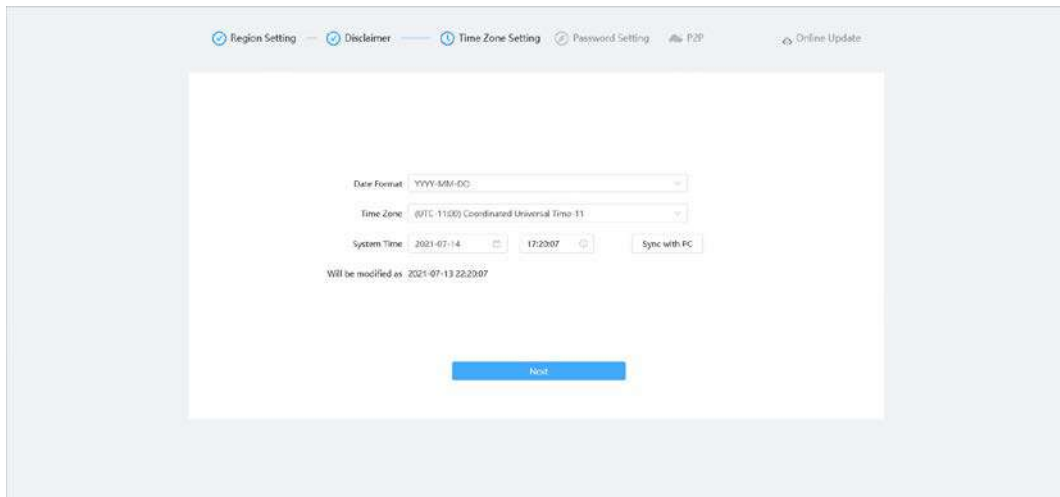 Region Setting Disclaimer Time Zone Setting Password Setting P2P Online Update
Date Format YYYY-MM-DD
Time Zone (UTC-11:00) Coordinated Universal Time-11
System Time 2021-07-14 17:20:07 Sync with PC
Will be modified as 2021-07-13 22:20:07
Next